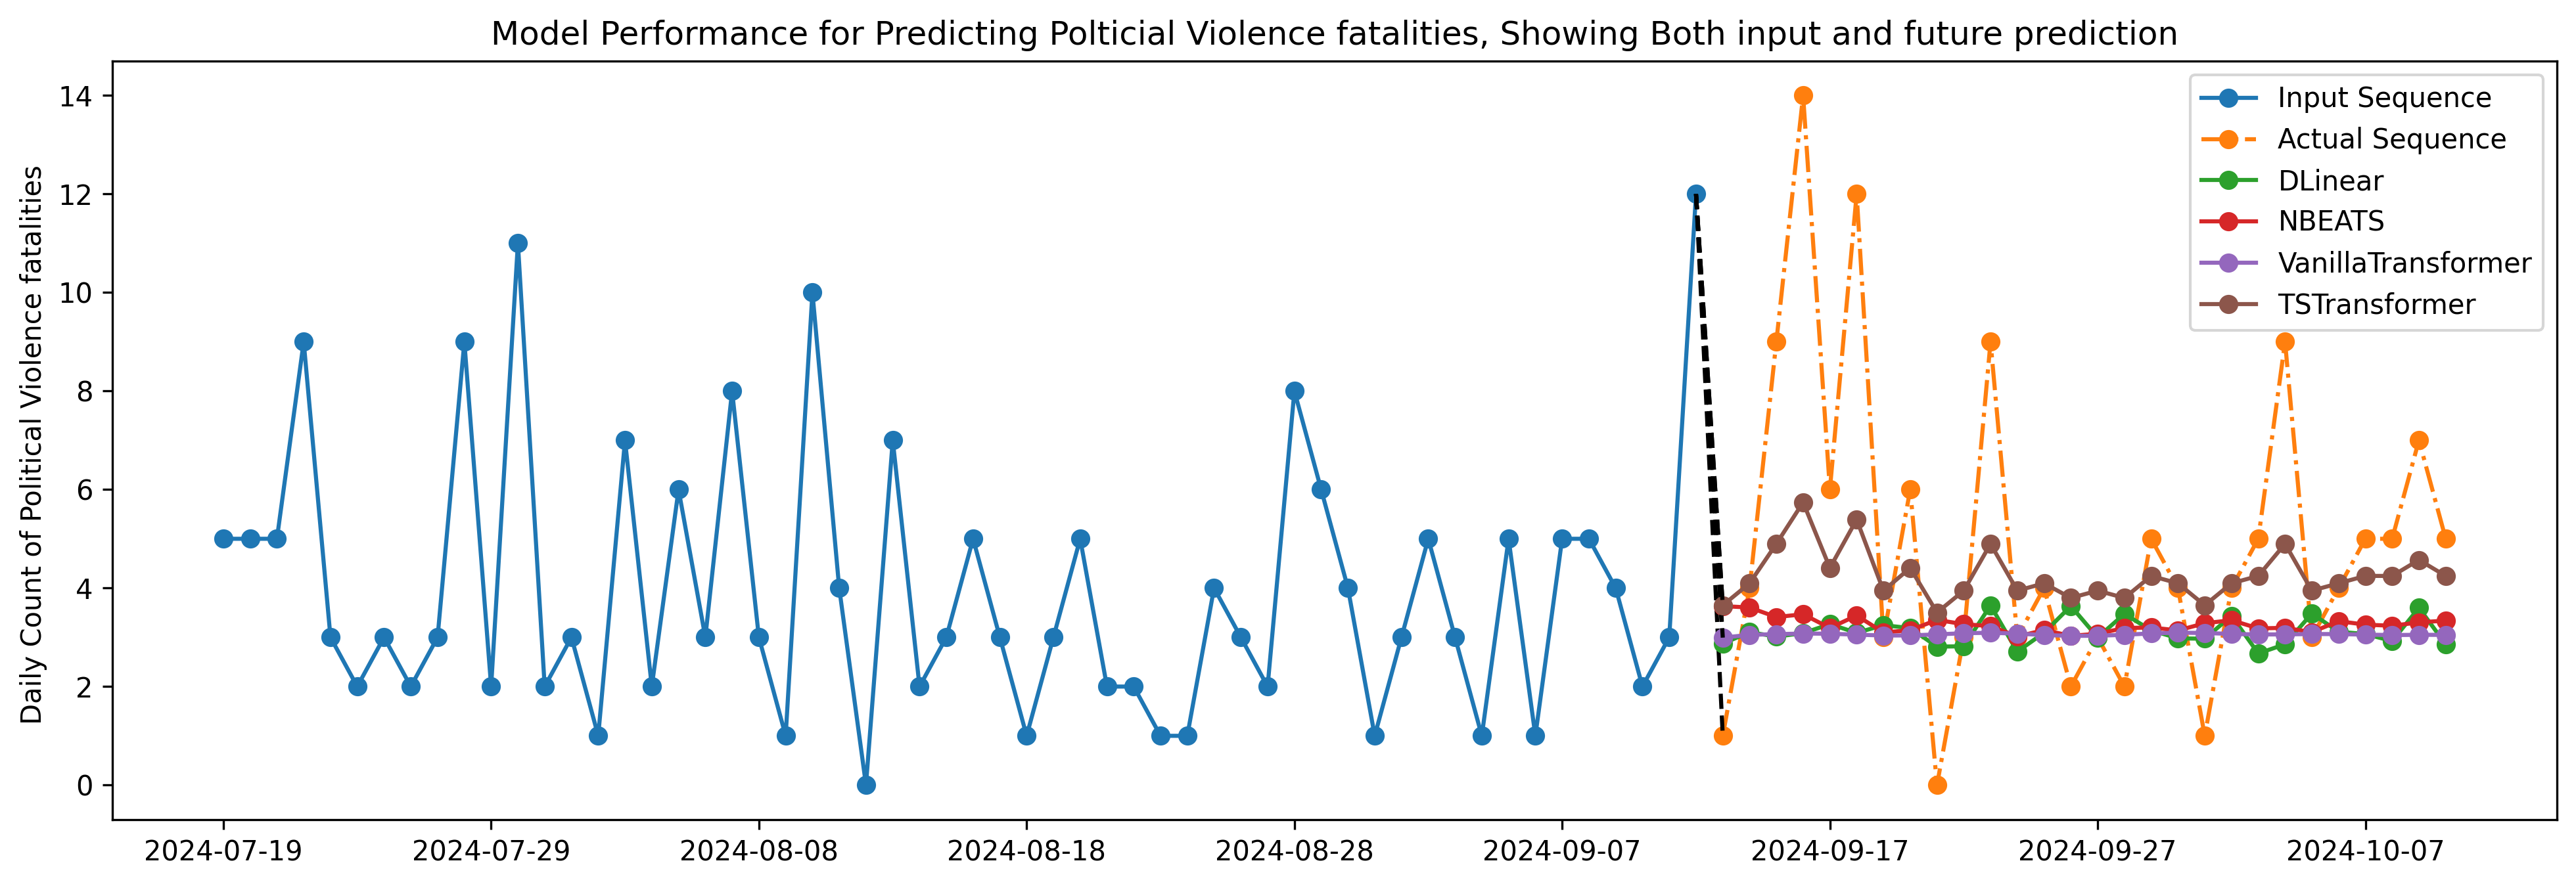 Model Performance for Predicting Polticial Violence fatalities, Showing Both input and future prediction
Daily Count of Political Violence fatalities
14
12
10
8
6
4
2
0
2024-07-19
2024-07-29
2024-08-08
2024-08-18
2024-08-28
2024-09-07
2024-09-17
2024-09-27
2024-10-07
Input Sequence
Actual Sequence
DLinear
NBEATS
VanillaTransformer
TSTransformer